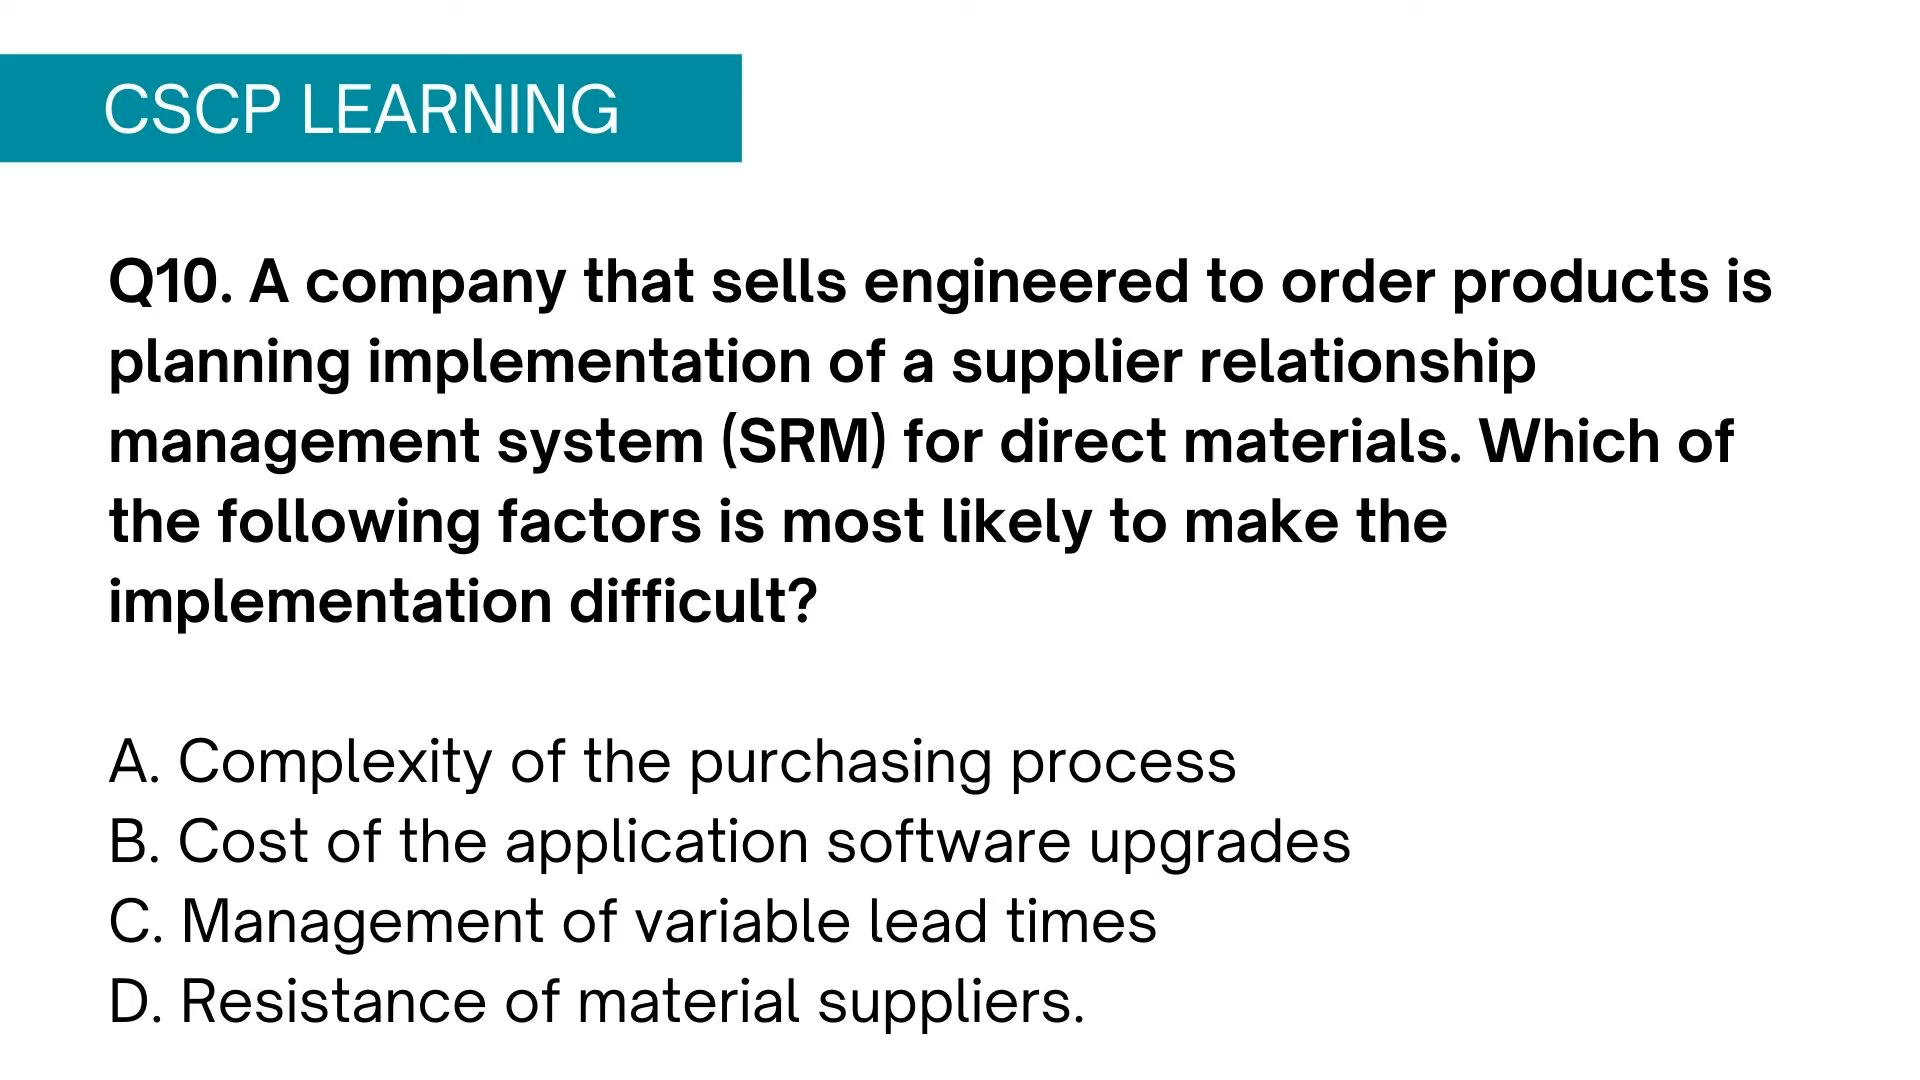 CSCP LEARNING
Q10. A company that sells engineered to order products is
planning implementation of a supplier relationship
management system (SRM) for direct materials. Which of
the following factors is most likely to make the
implementation difficult?
A. Complexity of the purchasing process
B. Cost of the application software upgrades
C. Management of variable lead times
D. Resistance of material suppliers.